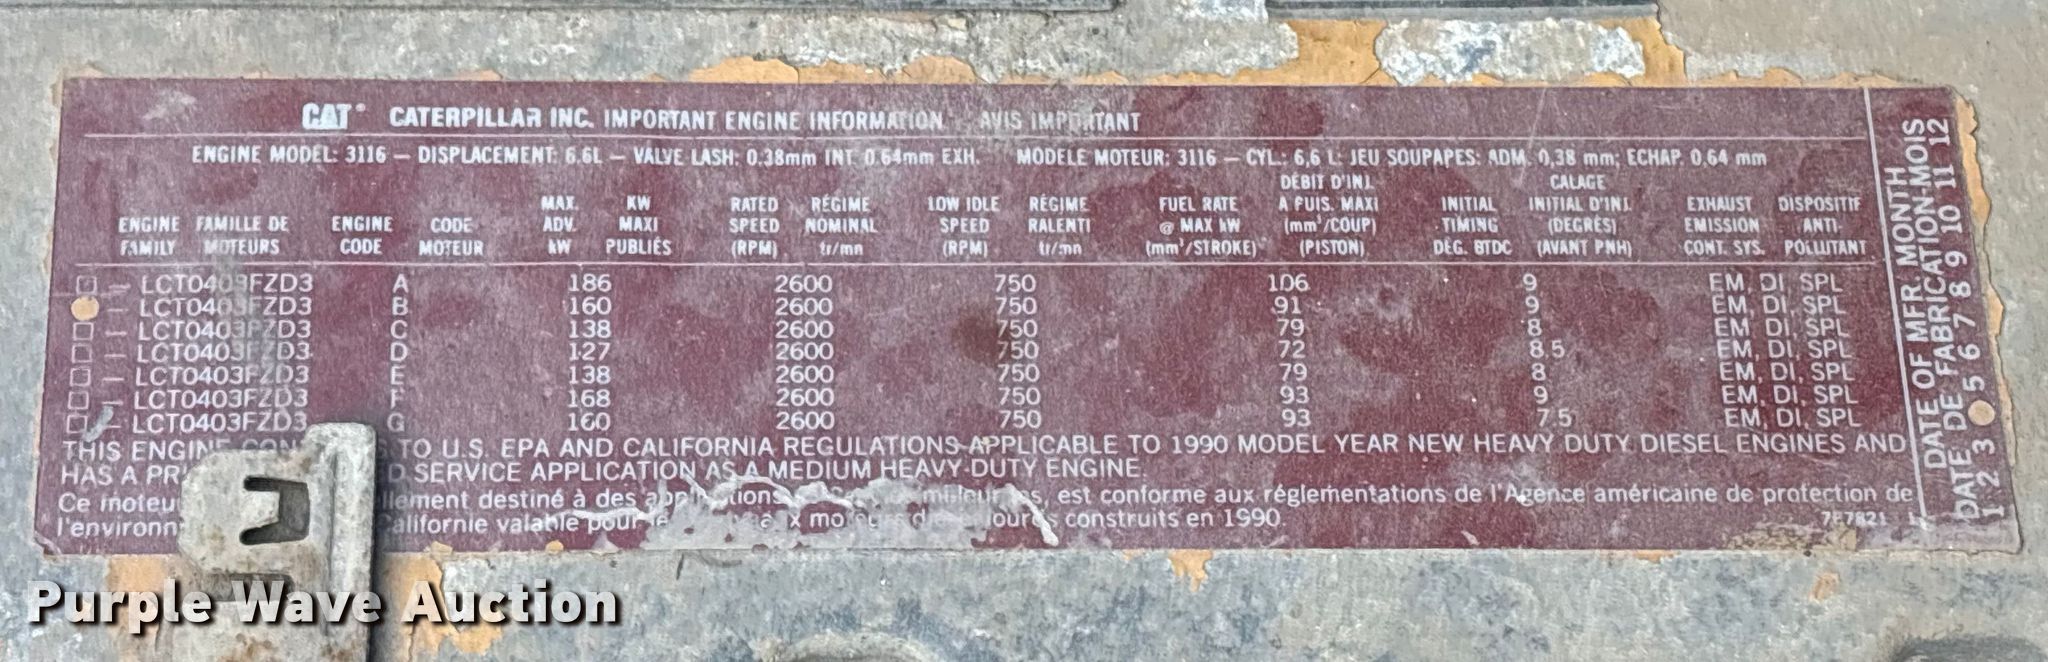 CAT® CATERPILLAR INC. IMPORTANT ENGINE INFORMATION AVIS IMPORTANT
ENGINE MODEL: 3116 – DISPLACEMENT: 6.6L – VALVE LASH: 0.38mm INT. 0.64mm EXH. MODELE MOTEUR: 3116 – CYL.: 6,6 L: JEU SOUPAPES: ADM. 0,38 mm; ECHAP. 0,64 mm
DÉBIT D'INJ. CALAGE
MAX. KW RATED RÉGIME LOW IDLE RÉGIME FUEL RATE A PUIS. MAXI INITIAL INITIAL D'INJ. EXHAUST DISPOSITIF
ENGINE FAMILLE DE ENGINE CODE ADV. MAXI SPEED NOMINAL SPEED RALENTI @ MAX kW (mm³/COUP) TIMING (DEGRÉS) EMISSION ANTI-
FAMILY MOTEURS CODE MOTEUR kW PUBLIÉS (RPM) tr/mn (RPM) tr/mn (mm³/STROKE) (PISTON) DEG. BTDC (AVANT PNH) CONT. SYS. POLLUTANT
– LCT0403FZD3 A 186 2600 750 106 9 EM, DI, SPL
– LCT0403FZD3 B 160 2600 750 91 9 EM, DI, SPL
– LCT0403FZD3 C 138 2600 750 79 8 EM, DI, SPL
– LCT0403FZD3 D 127 2600 750 72 8.5 EM, DI, SPL
– LCT0403FZD3 E 138 2600 750 79 8 EM, DI, SPL
– LCT0403FZD3 F 168 2600 750 93 9 EM, DI, SPL
– LCT0403FZD3 G 160 2600 750 93 7.5 EM, DI, SPL
THIS ENGINE TO U.S. EPA AND CALIFORNIA REGULATIONS APPLICABLE TO 1990 MODEL YEAR NEW HEAVY DUTY DIESEL ENGINES AND
HAS A SERVICE APPLICATION AS A MEDIUM HEAVY-DUTY ENGINE.
Ce moteur destiné à des est conforme aux réglementations de l'Agence américaine de protection de
Californie valable pour construits en 1990.
7E7821
DATE OF MFR. MONTH
DATE DE FABRICATION-MOIS
1 2 3 5 6 7 8 9 10 11 12
Purple Wave Auction